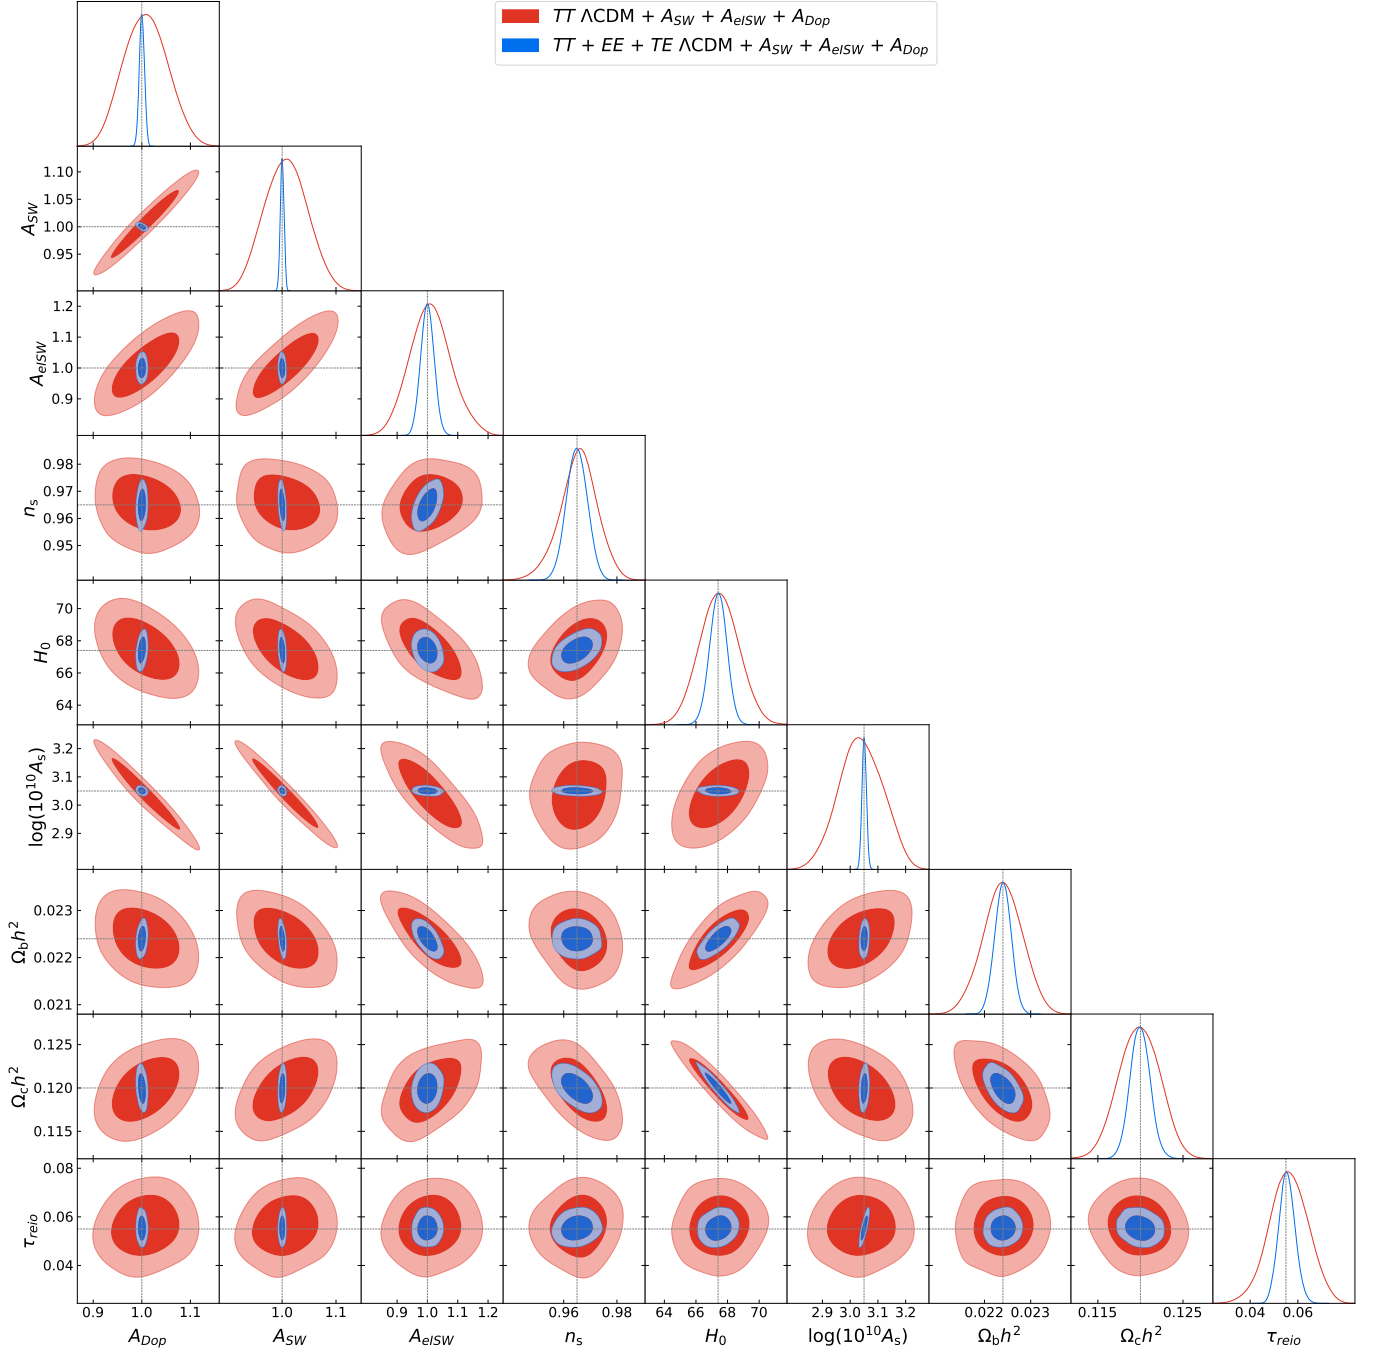 TT ΛCDM + A_SW + A_eISW + A_Dop
TT + EE + TE ΛCDM + A_SW + A_eISW + A_Dop
A_SW
1.10
1.05
1.00
0.95
A_eISW
1.2
1.1
1.0
0.9
n_s
0.98
0.97
0.96
0.95
H_0
70
68
66
64
log(10^10 A_s)
3.2
3.1
3.0
2.9
Ω_b h^2
0.023
0.022
0.021
Ω_c h^2
0.125
0.120
0.115
τ_reio
0.08
0.06
0.04
0.9 1.0 1.1 1.0 1.1 0.9 1.0 1.1 1.2 0.96 0.98 64 66 68 70 2.9 3.0 3.1 3.2 0.022 0.023 0.115 0.125 0.04 0.06
A_Dop A_SW A_eISW n_s H_0 log(10^10 A_s) Ω_b h^2 Ω_c h^2 τ_reio